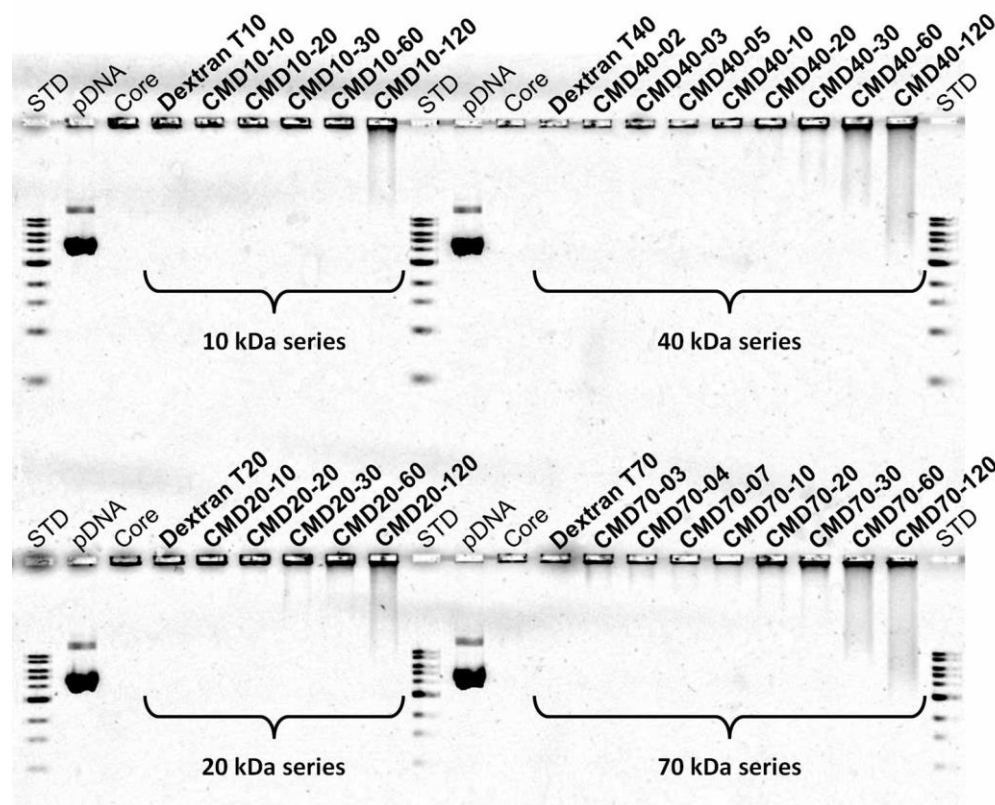 STD
pDNA
Core
Dextran T10
CMD10-10
CMD10-20
CMD10-30
CMD10-60
CMD10-120
STD
pDNA
Core
Dextran T40
CMD40-02
CMD40-03
CMD40-05
CMD40-10
CMD40-20
CMD40-30
CMD40-60
CMD40-120
STD
10 kDa series
40 kDa series
STD
pDNA
Core
Dextran T20
CMD20-10
CMD20-20
CMD20-30
CMD20-60
CMD20-120
STD
pDNA
Core
Dextran T70
CMD70-03
CMD70-04
CMD70-07
CMD70-10
CMD70-20
CMD70-30
CMD70-60
CMD70-120
STD
20 kDa series
70 kDa series